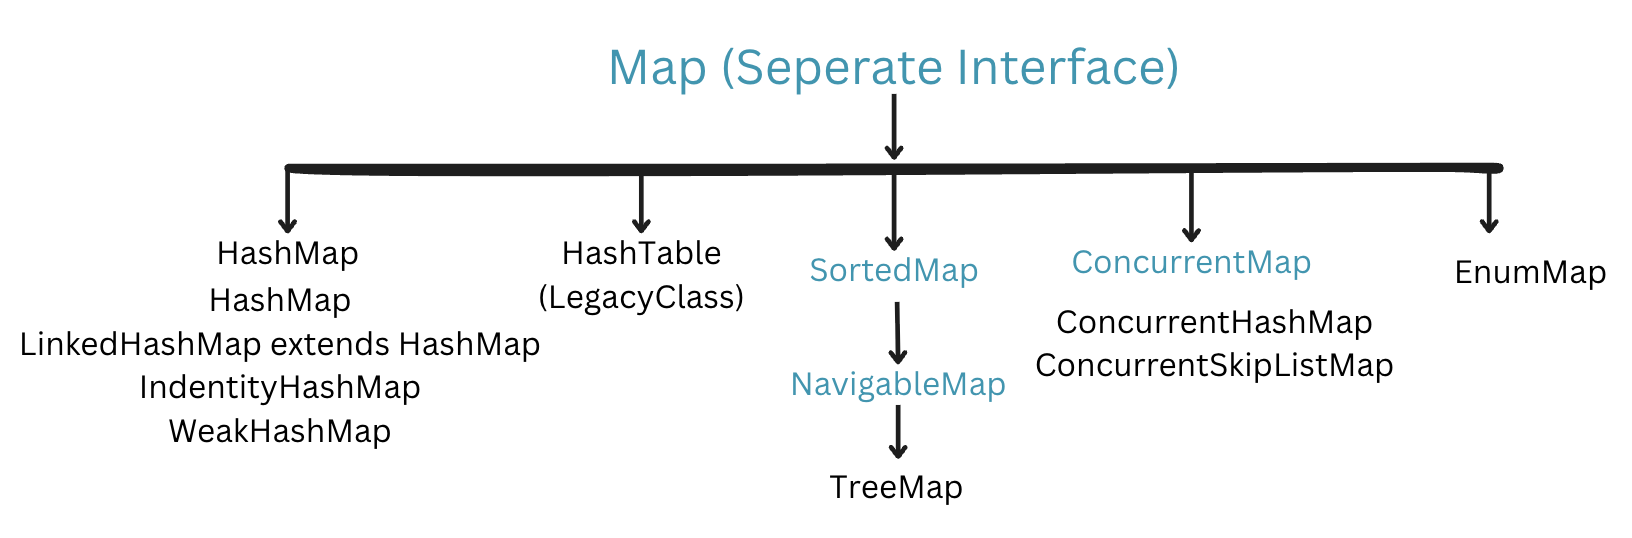 Map (Seperate Interface)
HashMap
HashMap
LinkedHashMap extends HashMap
IndentityHashMap
WeakHashMap
HashTable
(LegacyClass)
SortedMap
NavigableMap
TreeMap
ConcurrentMap
ConcurrentHashMap
ConcurrentSkipListMap
EnumMap